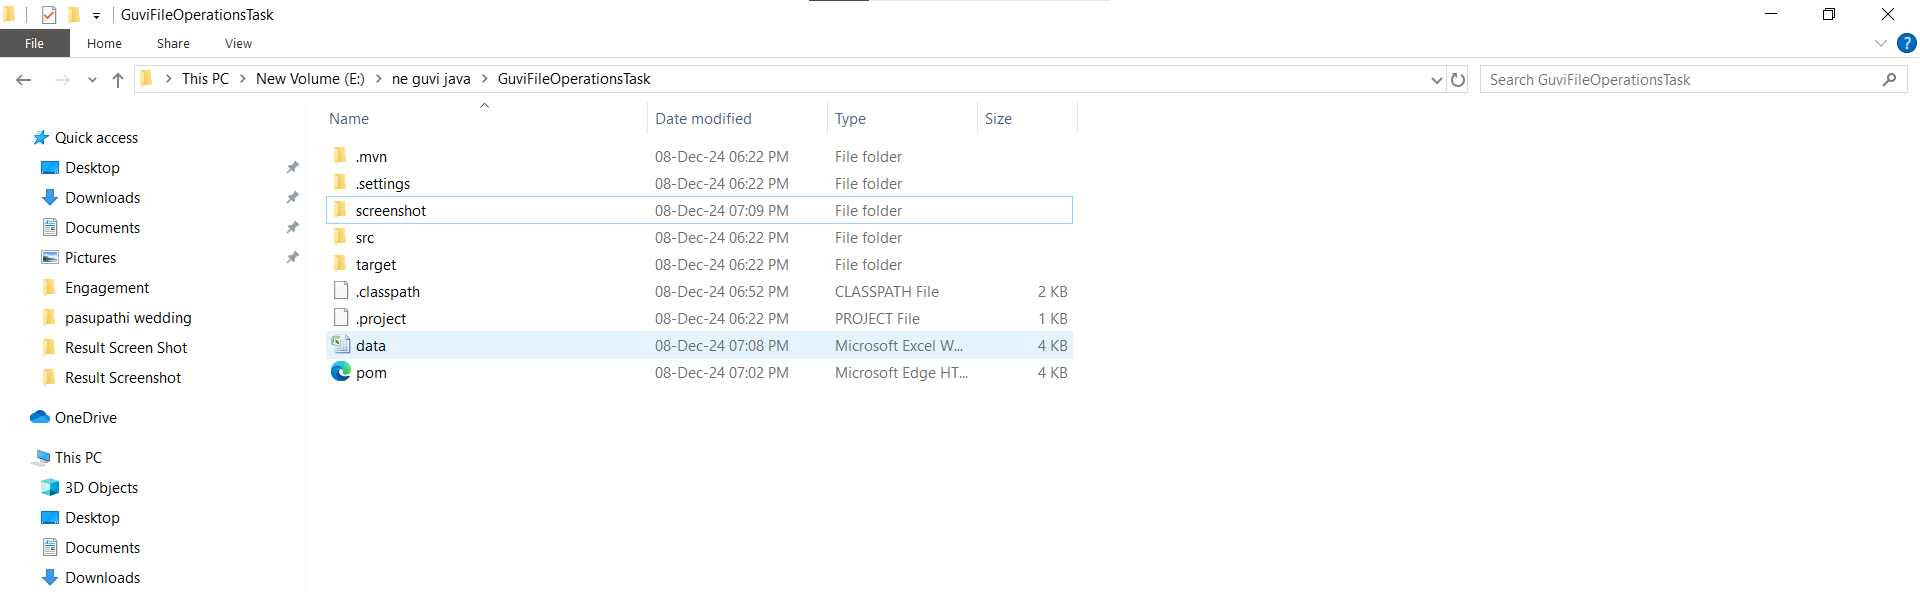 GuviFileOperationsTask
File Home Share View
This PC New Volume (E:) ne guvi java GuviFileOperationsTask Search GuviFileOperationsTask
Name Date modified Type Size
Quick access
Desktop
Downloads
Documents
Pictures
Engagement
pasupathi wedding
Result Screen Shot
Result Screenshot
OneDrive
This PC
3D Objects
Desktop
Documents
Downloads
.mvn 08-Dec-24 06:22 PM File folder
.settings 08-Dec-24 06:22 PM File folder
screenshot 08-Dec-24 07:09 PM File folder
src 08-Dec-24 06:22 PM File folder
target 08-Dec-24 06:22 PM File folder
.classpath 08-Dec-24 06:52 PM CLASSPATH File 2 KB
.project 08-Dec-24 06:22 PM PROJECT File 1 KB
data 08-Dec-24 07:08 PM Microsoft Excel W... 4 KB
pom 08-Dec-24 07:02 PM Microsoft Edge HT... 4 KB